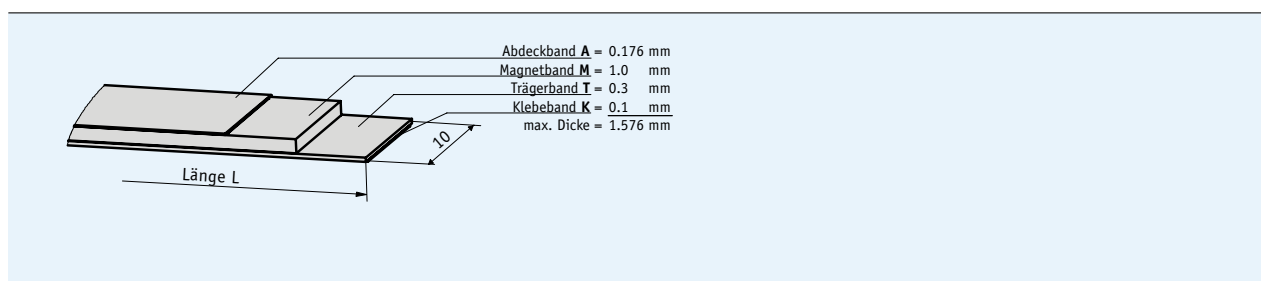 Abdeckband A = 0.176 mm
Magnetband M = 1.0 mm
Trägerband T = 0.3 mm
Klebeband K = 0.1 mm
max. Dicke = 1.576 mm
10
Länge L